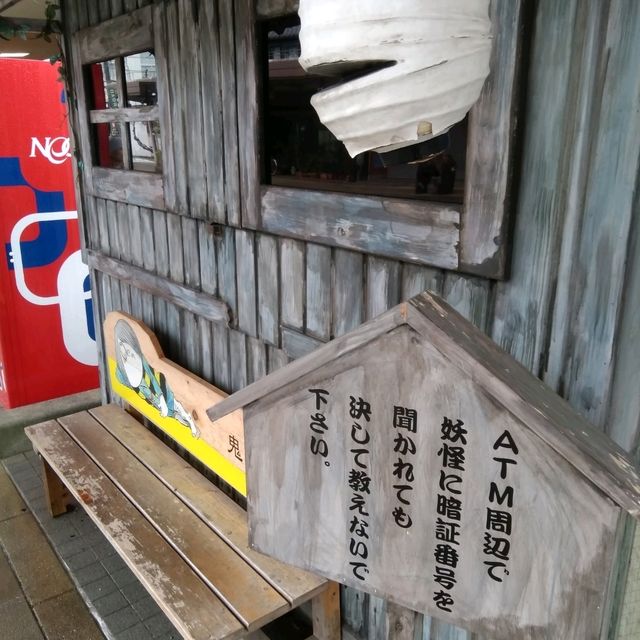 ATM周辺で
妖怪に暗証番号を
聞かれても
決して教えないで
下さい。
鬼